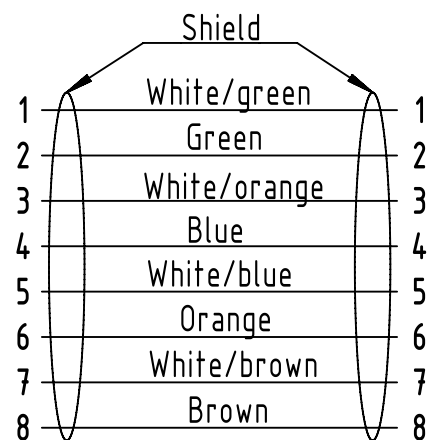 Shield
1 White/green 1
2 Green 2
3 White/orange 3
4 Blue 4
5 White/blue 5
6 Orange 6
7 White/brown 7
8 Brown 8